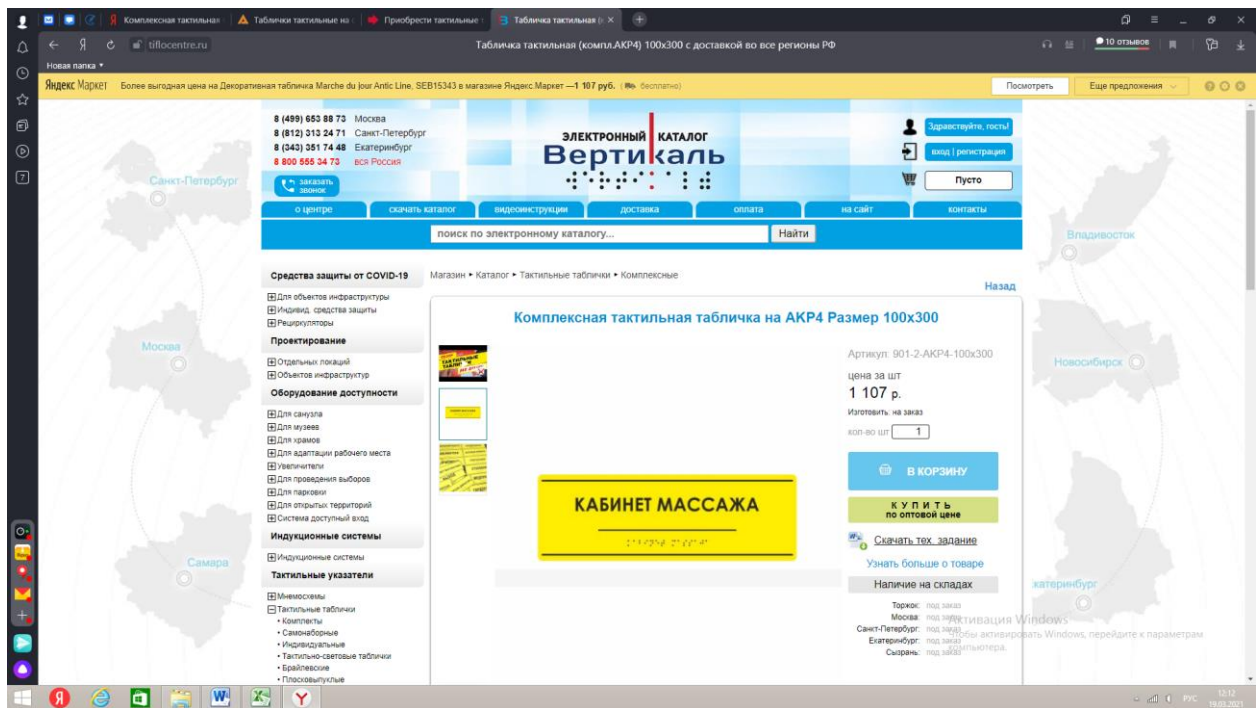 Комплексная тактильная
Таблички тактильные на
Приобрести тактильные
Табличка тактильная (к
tiflocentre.ru
Табличка тактильная (компл.АКР4) 100х300 с доставкой во все регионы РФ
10 отзывов
Новая папка
Яндекс Маркет
Более выгодная цена на Декоративная табличка Marche du jour Antic Line, SEB15343 в магазине Яндекс.Маркет —1 107 руб. (бесплатно)
Посмотреть
Еще предложения
8 (499) 653 88 73 Москва
8 (812) 313 24 71 Санкт-Петербург
8 (343) 351 74 48 Екатеринбург
8 800 555 34 73 вся Россия
заказать
звонок
ЭЛЕКТРОННЫЙ КАТАЛОГ
Вертикаль
Здравствуйте, гость!
вход | регистрация
Пусто
о центре
скачать каталог
видеоинструкции
доставка
оплата
на сайт
контакты
поиск по электронному каталогу...
Найти
Санкт-Петербург
Москва
Самара
Владивосток
Новосибирск
катеринбург
Средства защиты от COVID-19
Для объектов инфраструктуры
Индивид. средства защиты
Рециркуляторы
Проектирование
Отдельных локаций
Объектов инфраструктур
Оборудование доступности
Для санузла
Для музеев
Для храмов
Для адаптации рабочего места
Увеличители
Для проведения выборов
Для парковки
Для открытых территорий
Система доступный вход
Индукционные системы
Индукционные системы
Тактильные указатели
Мнемосхемы
Тактильные таблички
• Комплекты
• Самонаборные
• Индивидуальные
• Тактильно-световые таблички
• Брайлевские
• Плосковыпуклые
Магазин ▸ Каталог ▸ Тактильные таблички ▸ Комплексные
Назад
Комплексная тактильная табличка на АКР4 Размер 100х300
КАБИНЕТ МАССАЖА
Артикул: 901-2-AKP4-100x300
цена за шт
1 107 р.
Изготовить: на заказ
кол-во шт 1
В КОРЗИНУ
КУПИТЬ
по оптовой цене
Скачать тех. задание
Узнать больше о товаре
Наличие на складах
Торжок: под заказ
Москва: под заказ
Санкт-Петербург: под заказ
Екатеринбург: под заказ
Сызрань: под заказ
Активация Windows
Чтобы активировать Windows, перейдите к параметрам
компьютера.
РУС
12:12
19.03.2021